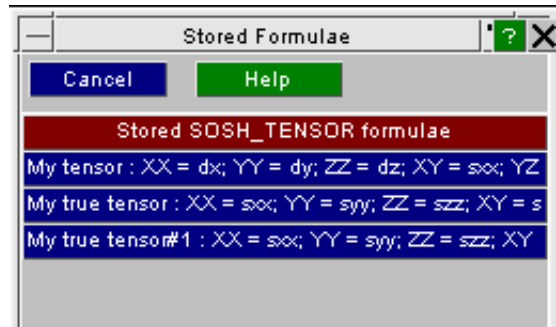 Stored Formulae ?
Cancel Help
Stored SOSH_TENSOR formulae
My tensor : XX = dx; YY = dy; ZZ = dz; XY = sxx; YZ
My true tensor : XX = sxx; YY = syy; ZZ = szz; XY = s
My true tensor#1 : XX = sxx; YY = syy; ZZ = szz; XY